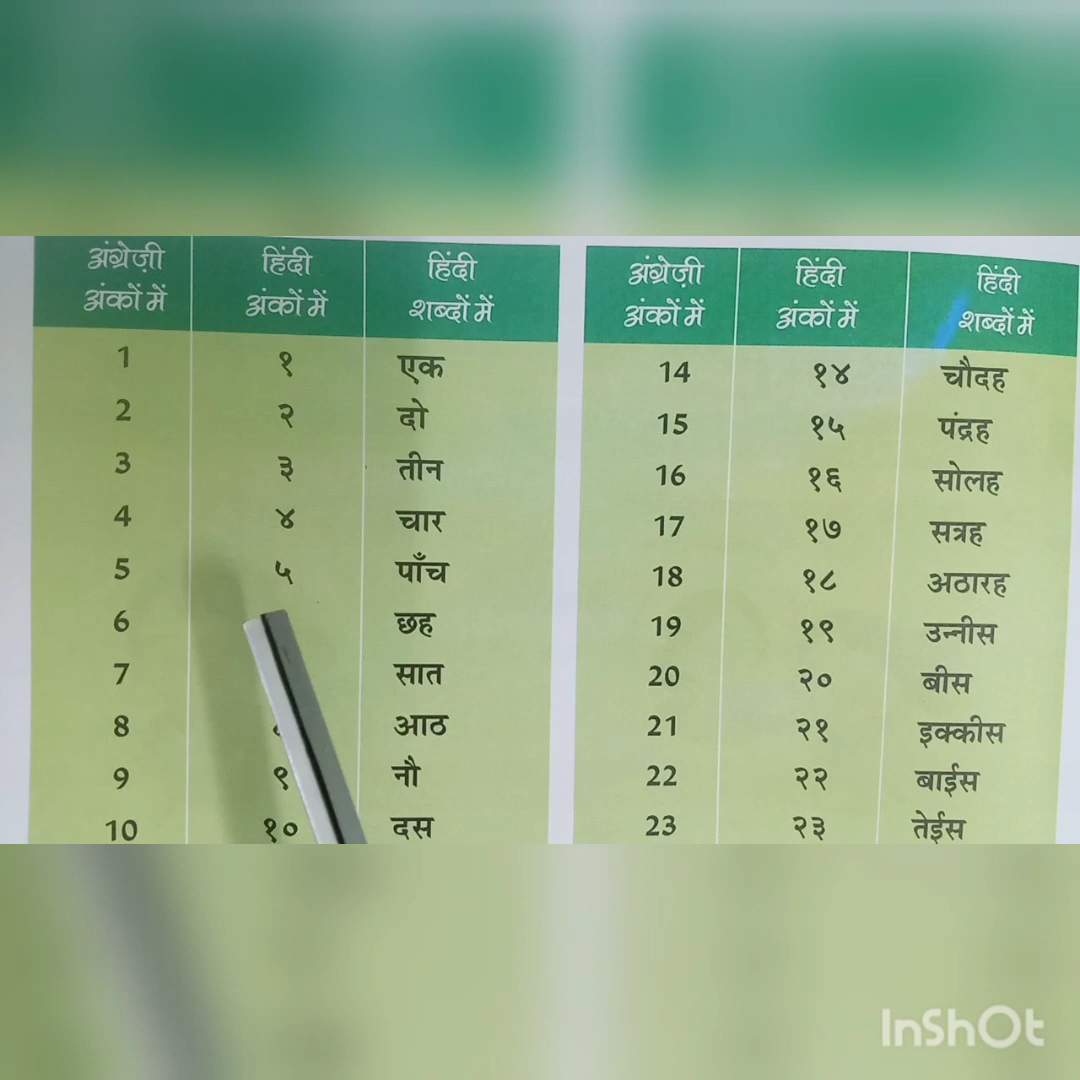 अंग्रेज़ी अंकों में हिंदी अंकों में हिंदी शब्दों में
1 १ एक
2 २ दो
3 ३ तीन
4 ४ चार
5 ५ पाँच
6 छह
7 सात
8 आठ
9 ९ नौ
10 १० दस
अंग्रेज़ी अंकों में हिंदी अंकों में हिंदी शब्दों में
14 १४ चौदह
15 १५ पंद्रह
16 १६ सोलह
17 १७ सत्रह
18 १८ अठारह
19 १९ उन्नीस
20 २० बीस
21 २१ इक्कीस
22 २२ बाईस
23 २३ तेईस
InShOt